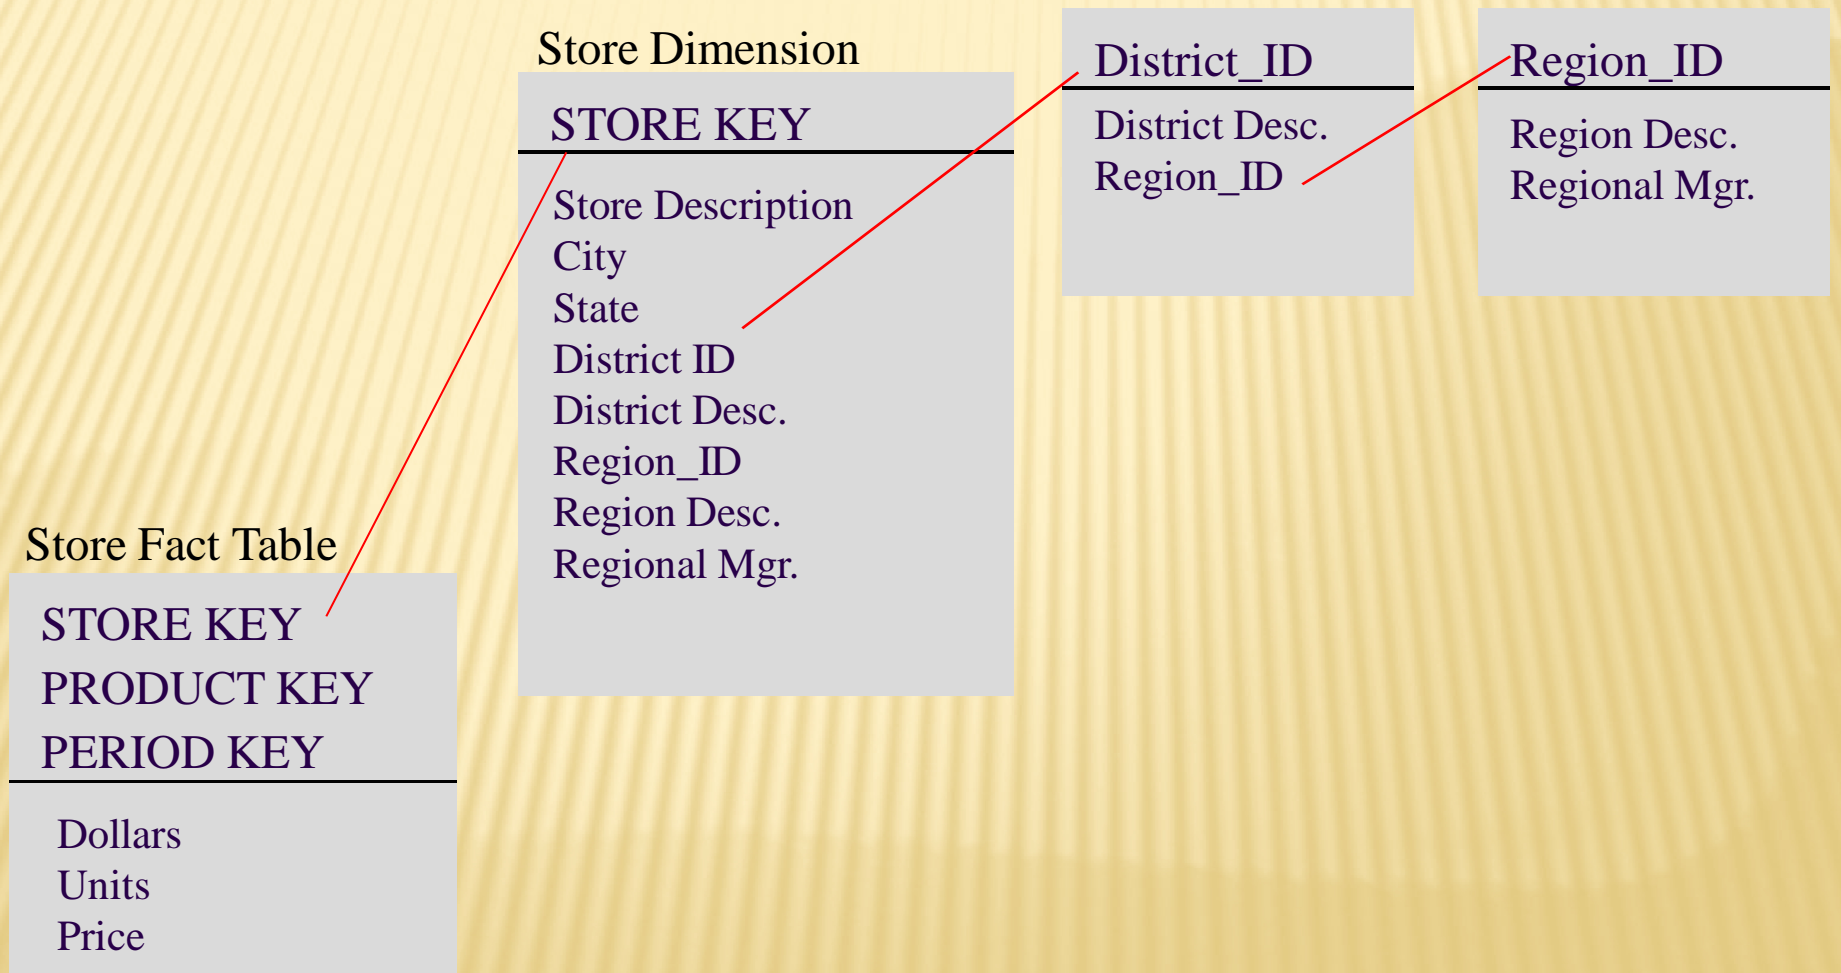 Store Dimension
STORE KEY
Store Description
City
State
District ID
District Desc.
Region_ID
Region Desc.
Regional Mgr.
District_ID
District Desc.
Region_ID
Region_ID
Region Desc.
Regional Mgr.
Store Fact Table
STORE KEY
PRODUCT KEY
PERIOD KEY
Dollars
Units
Price